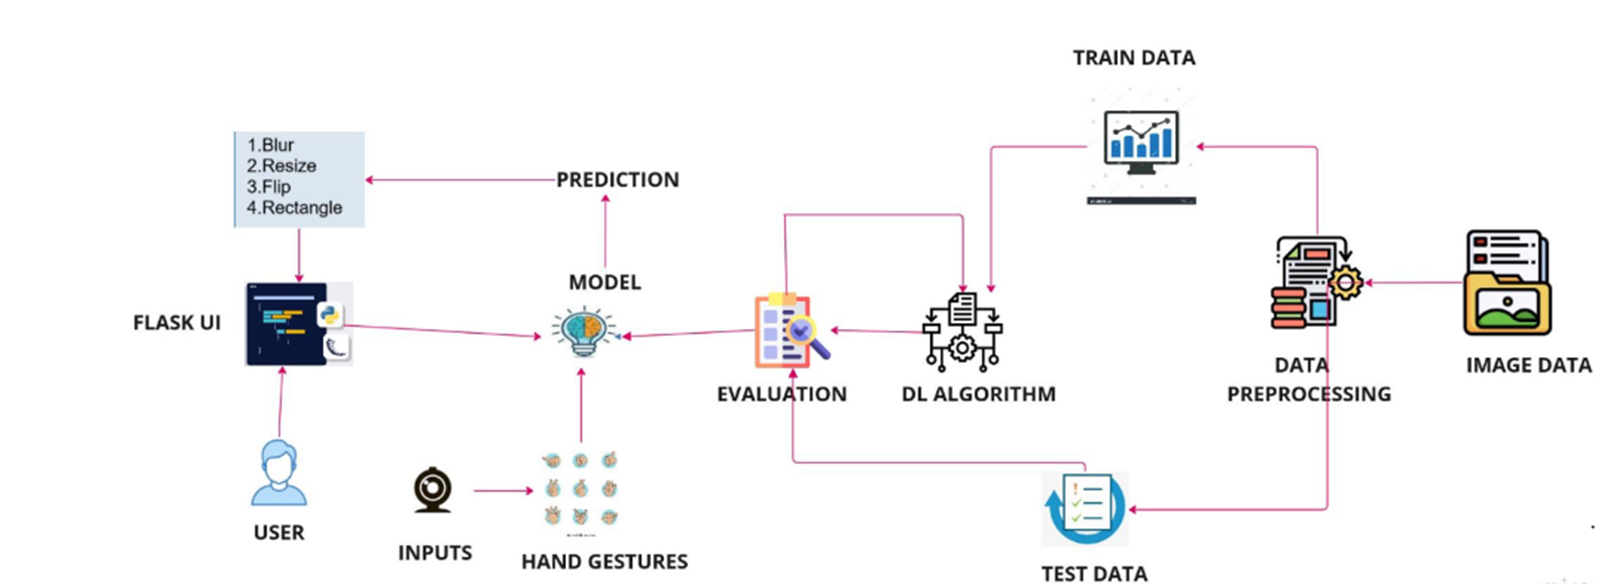 TRAIN DATA
1.Blur
2.Resize
3.Flip
4.Rectangle
PREDICTION
MODEL
FLASK UI
EVALUATION
DL ALGORITHM
DATA
PREPROCESSING
IMAGE DATA
USER
INPUTS
HAND GESTURES
TEST DATA